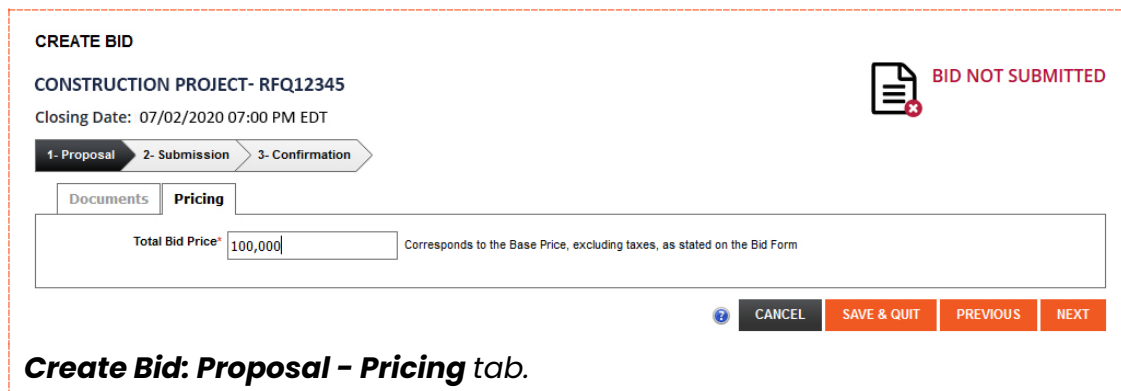 CREATE BID
CONSTRUCTION PROJECT- RFQ12345
BID NOT SUBMITTED
Closing Date: 07/02/2020 07:00 PM EDT
1- Proposal 2- Submission 3- Confirmation
Documents Pricing
Total Bid Price* 100,000 Corresponds to the Base Price, excluding taxes, as stated on the Bid Form
? CANCEL SAVE & QUIT PREVIOUS NEXT
Create Bid: Proposal - Pricing tab.